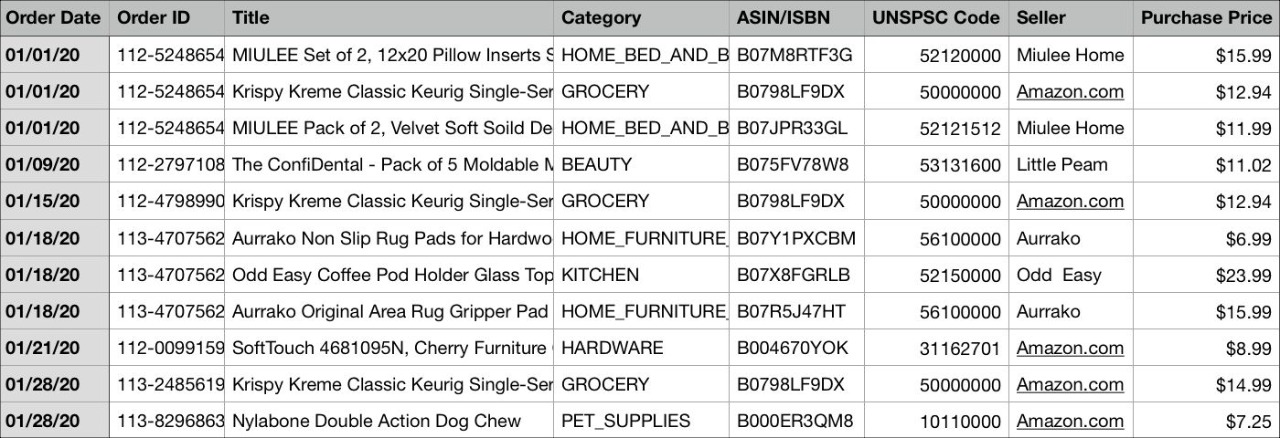 Order Date Order ID Title Category ASIN/ISBN UNSPSC Code Seller Purchase Price
01/01/20 112-5248654 MIULEE Set of 2, 12x20 Pillow Inserts S HOME_BED_AND_B B07M8RTF3G 52120000 Miulee Home $15.99
01/01/20 112-5248654 Krispy Kreme Classic Keurig Single-Ser GROCERY B0798LF9DX 50000000 Amazon.com $12.94
01/01/20 112-5248654 MIULEE Pack of 2, Velvet Soft Soild De HOME_BED_AND_B B07JPR33GL 52121512 Miulee Home $11.99
01/09/20 112-2797108 The ConfiDental - Pack of 5 Moldable M BEAUTY B075FV78W8 53131600 Little Peam $11.02
01/15/20 112-4798990 Krispy Kreme Classic Keurig Single-Ser GROCERY B0798LF9DX 50000000 Amazon.com $12.94
01/18/20 113-4707562 Aurrako Non Slip Rug Pads for Hardwo HOME_FURNITURE_ B07Y1PXCBM 56100000 Aurrako $6.99
01/18/20 113-4707562 Odd Easy Coffee Pod Holder Glass Top KITCHEN B07X8FGRLB 52150000 Odd Easy $23.99
01/18/20 113-4707562 Aurrako Original Area Rug Gripper Pad HOME_FURNITURE_ B07R5J47HT 56100000 Aurrako $15.99
01/21/20 112-0099159 SoftTouch 4681095N, Cherry Furniture HARDWARE B004670YOK 31162701 Amazon.com $8.99
01/28/20 113-2485619 Krispy Kreme Classic Keurig Single-Ser GROCERY B0798LF9DX 50000000 Amazon.com $14.99
01/28/20 113-8296863 Nylabone Double Action Dog Chew PET_SUPPLIES B000ER3QM8 10110000 Amazon.com $7.25